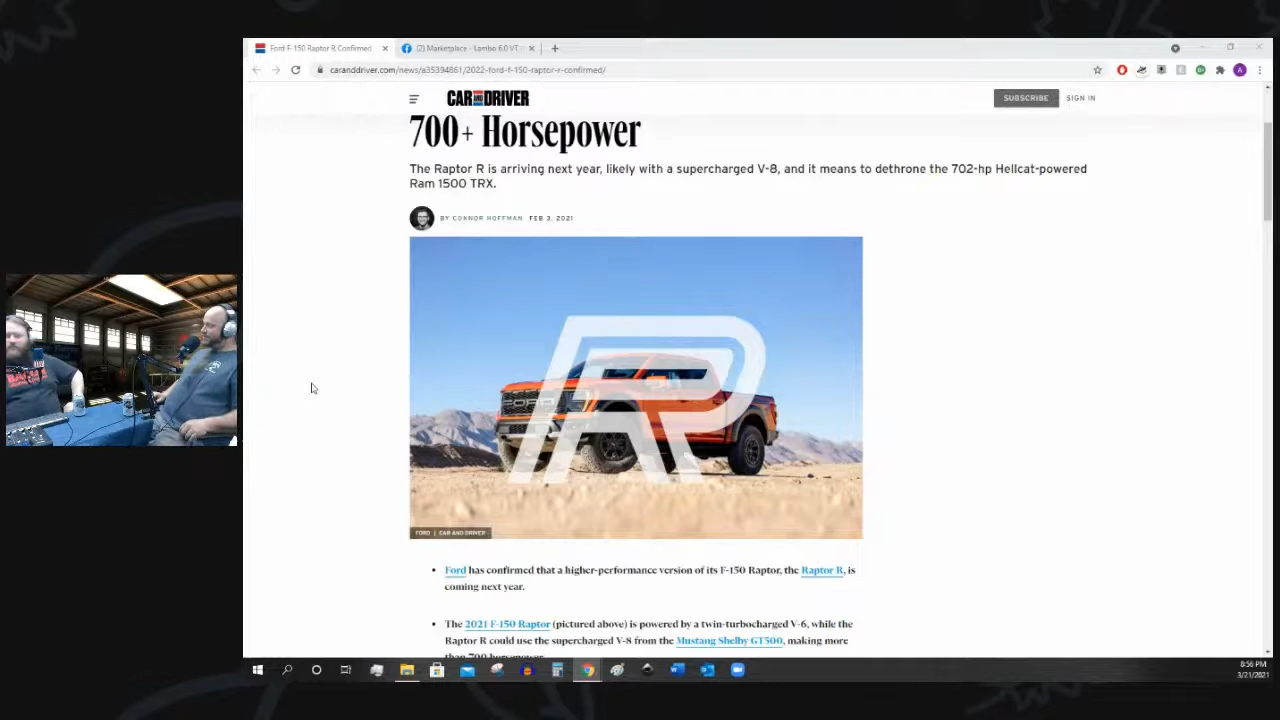 Ford F-150 Raptor R Confirmed
(2) Marketplace - Lambo 6.0 VT
caranddriver.com/news/a35394861/2022-ford-f-150-raptor-r-confirmed/
CAR AND DRIVER
SUBSCRIBE
SIGN IN
700+ Horsepower
The Raptor R is arriving next year, likely with a supercharged V-8, and it means to dethrone the 702-hp Hellcat-powered
Ram 1500 TRX.
BY CONNOR HOFFMAN FEB 3, 2021
R
FORD
FORD | CAR AND DRIVER
• Ford has confirmed that a higher-performance version of its F-150 Raptor, the Raptor R, is
coming next year.
• The 2021 F-150 Raptor (pictured above) is powered by a twin-turbocharged V-6, while the
Raptor R could use the supercharged V-8 from the Mustang Shelby GT500, making more
than 700 horsepower.
8:56 PM
3/21/2021